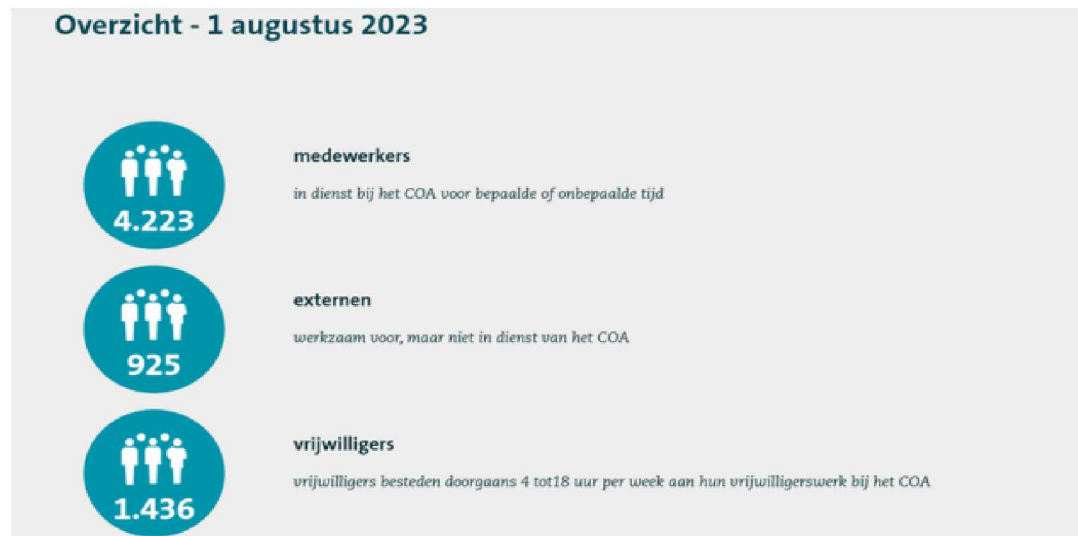 Overzicht - 1 augustus 2023
4.223
medewerkers
in dienst bij het COA voor bepaalde of onbepaalde tijd
925
externen
werkzaam voor, maar niet in dienst van het COA
1.436
vrijwilligers
vrijwilligers besteden doorgaans 4 tot18 uur per week aan hun vrijwilligerswerk bij het COA